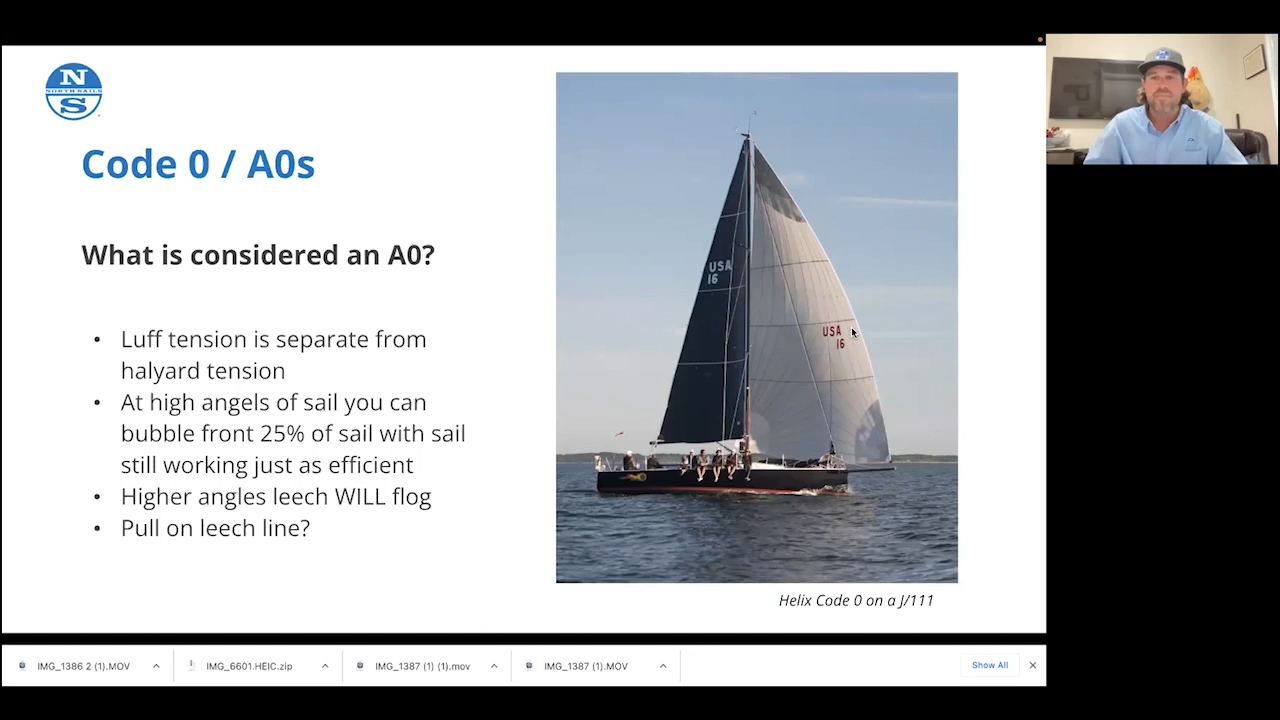 N
NORTH SAILS
S
Code 0 / A0s
What is considered an A0?
• Luff tension is separate from
halyard tension
• At high angels of sail you can
bubble front 25% of sail with sail
still working just as efficient
• Higher angles leech WILL flog
• Pull on leech line?
USA
16
USA
16
Helix Code 0 on a J/111
IMG_1386 2 (1).MOV
IMG_6601.HEIC.zip
IMG_1387 (1) (1).mov
IMG_1387 (1).MOV
Show All